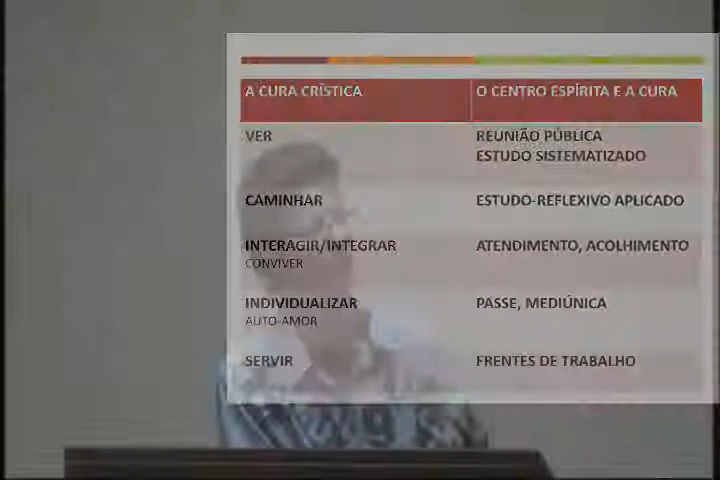 A CURA CRÍSTICA
O CENTRO ESPÍRITA E A CURA
VER
REUNIÃO PÚBLICA
ESTUDO SISTEMATIZADO
CAMINHAR
ESTUDO-REFLEXIVO APLICADO
INTERAGIR/INTEGRAR
CONVIVER
ATENDIMENTO, ACOLHIMENTO
INDIVIDUALIZAR
AUTO-AMOR
PASSE, MEDIÚNICA
SERVIR
FRENTES DE TRABALHO